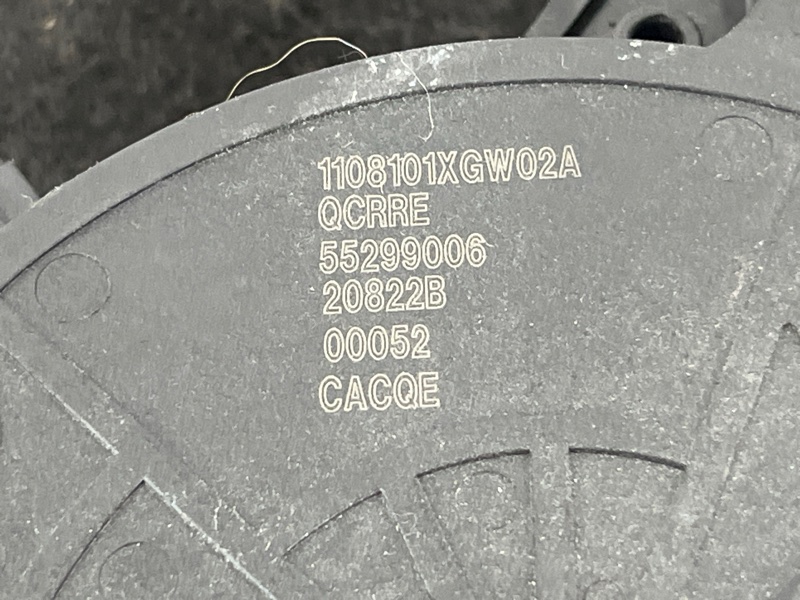 1108101XGW02A
QCRRE
55299006
20822B
00052
CACQE